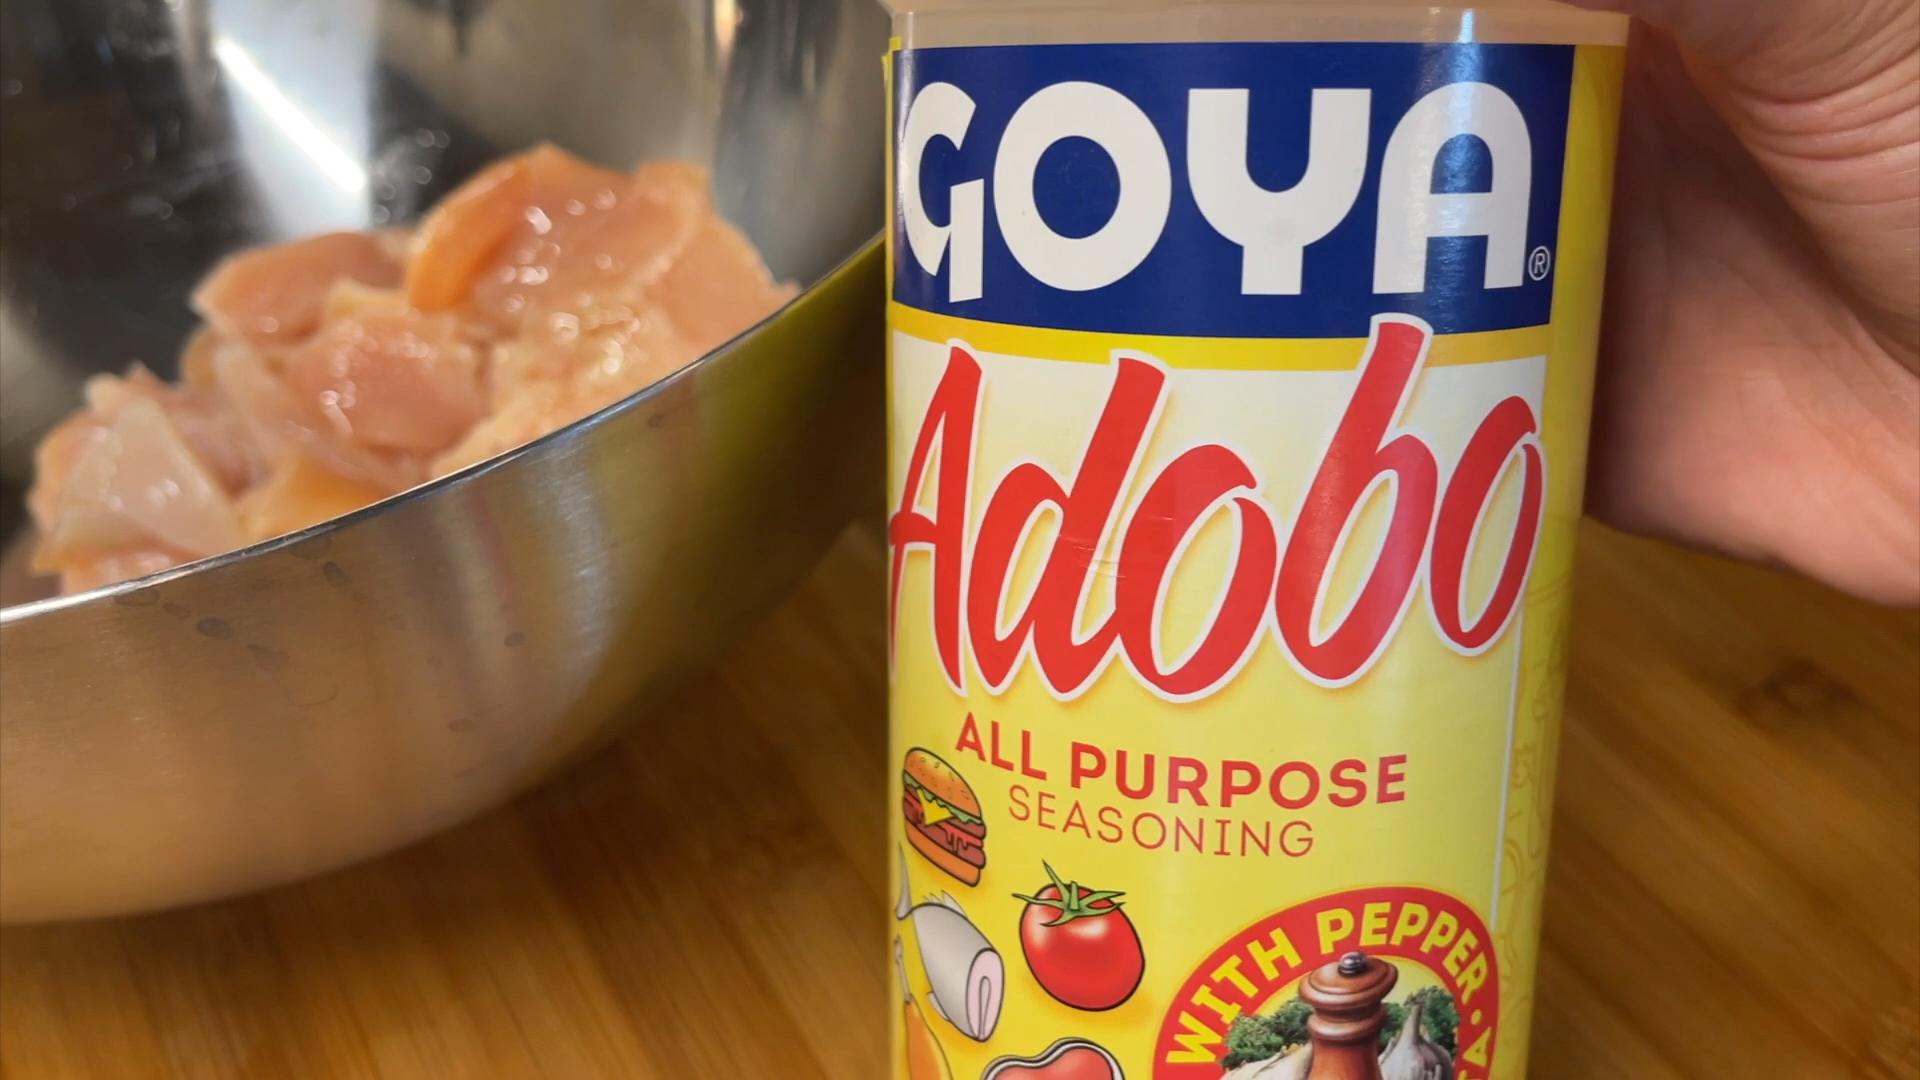 GOYA®
Adobo
ALL PURPOSE
SEASONING
WITH PEPPER